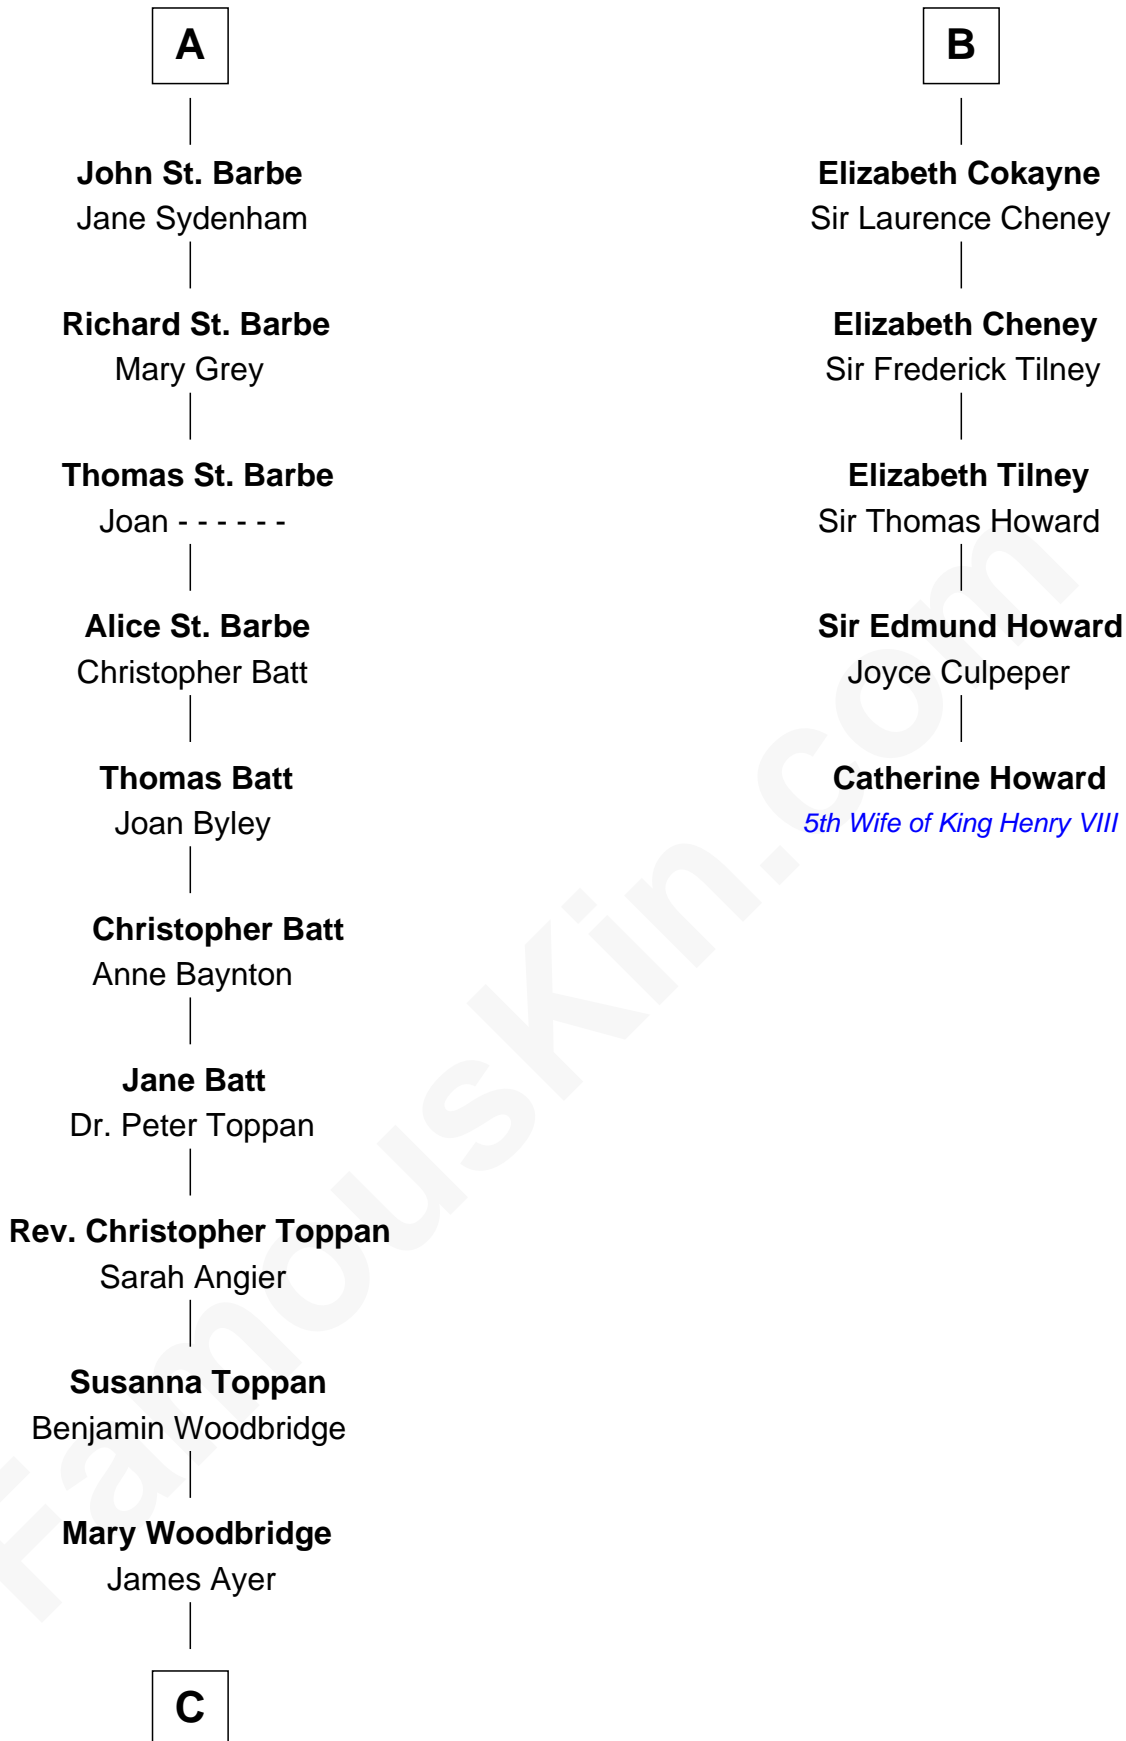 A
John St. Barbe
Jane Sydenham
Richard St. Barbe
Mary Grey
Thomas St. Barbe
Joan - - - - - -
Alice St. Barbe
Christopher Batt
Thomas Batt
Joan Byley
Christopher Batt
Anne Baynton
Jane Batt
Dr. Peter Toppan
Rev. Christopher Toppan
Sarah Angier
Susanna Toppan
Benjamin Woodbridge
Mary Woodbridge
James Ayer
C
B
Elizabeth Cokayne
Sir Laurence Cheney
Elizabeth Cheney
Sir Frederick Tilney
Elizabeth Tilney
Sir Thomas Howard
Sir Edmund Howard
Joyce Culpeper
Catherine Howard
5th Wife of King Henry VIII
FamousKin.com